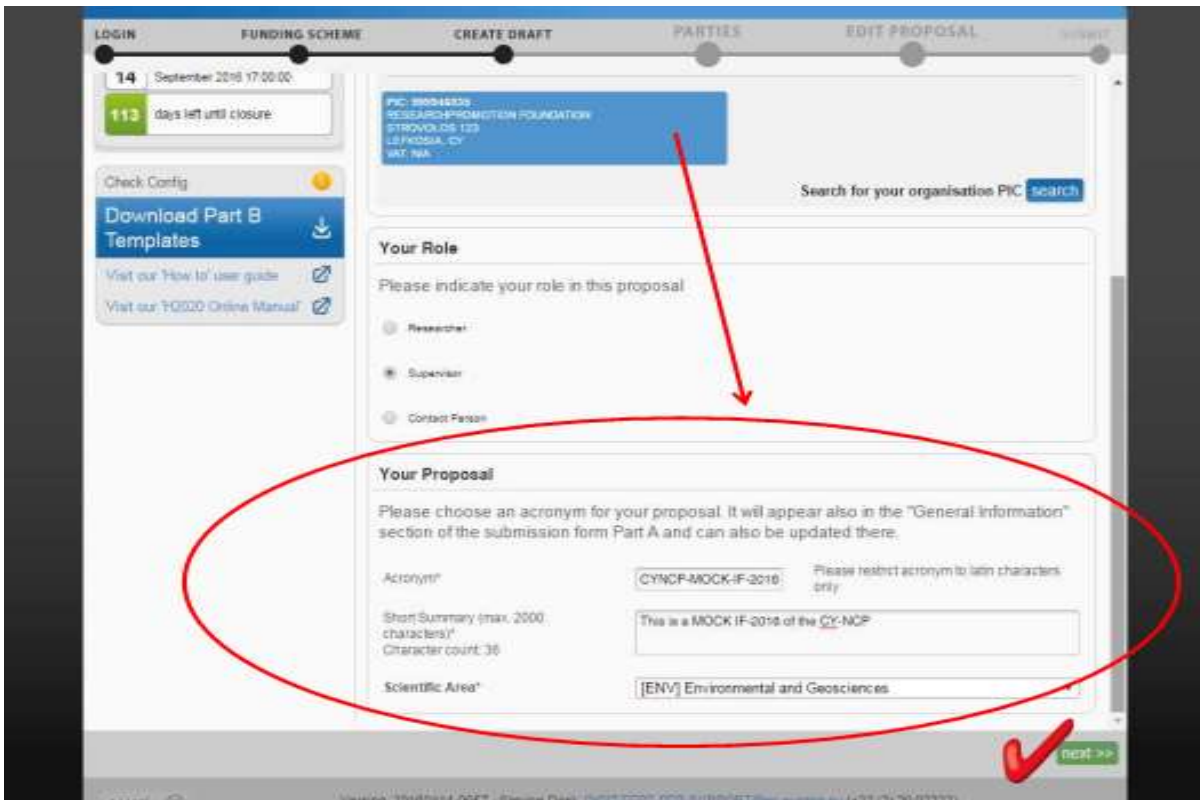 LOGIN
FUNDING SCHEME
CREATE DRAFT
PARTIES
EDIT PROPOSAL
SUBMIT
14 September 2016 17:00:00
113 days left until closure
Check Config
Download Part B
Templates
Visit our 'How to' user guide
Visit our 'H2020 Online Manual'
RESEARCH PROMOTION FOUNDATION
STROVOLOS 123
LEFKOSIA, CY
VAT: N/A
Search for your organisation PIC search
Your Role
Please indicate your role in this proposal
Researcher
Supervisor
Contact Person
Your Proposal
Please choose an acronym for your proposal. It will appear also in the "General Information"
section of the submission form Part A and can also be updated there.
Acronym*
CYNCP-MOCK-IF-2016
Please restrict acronym to latin characters
only
Short Summary (max. 2000
characters)*
Character count: 36
This is a MOCK IF-2016 of the CY-NCP
Scientific Area*
[ENV] Environmental and Geosciences
next >>